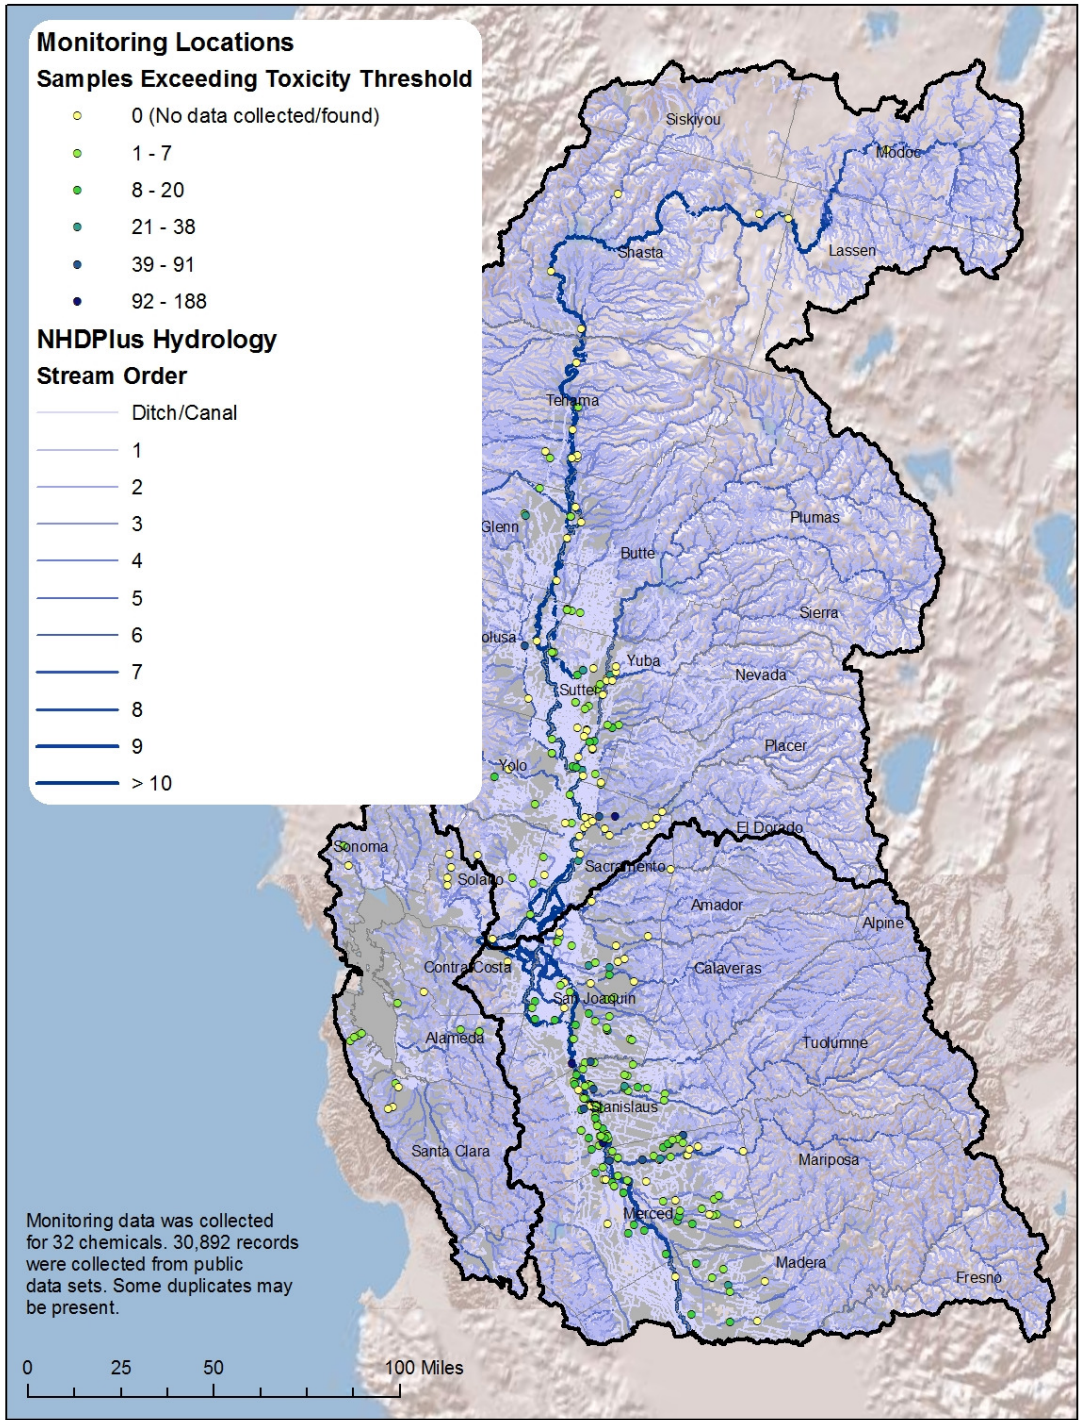 Monitoring Locations
Samples Exceeding Toxicity Threshold
0 (No data collected/found)
1 - 7
8 - 20
21 - 38
39 - 91
92 - 188
NHDPlus Hydrology
Stream Order
Ditch/Canal
1
2
3
4
5
6
7
8
9
> 10
Siskiyou
Modoc
Shasta
Lassen
Tehama
Plumas
Glenn
Butte
Sierra
olusa
Yuba
Nevada
Sutter
Placer
Yolo
El Dorado
Sonoma
Sacramento
Solano
Amador
Alpine
Contra Costa
Calaveras
San Joaquin
Alameda
Tuolumne
Stanislaus
Santa Clara
Mariposa
Merced
Madera
Fresno
Monitoring data was collected
for 32 chemicals. 30,892 records
were collected from public
data sets. Some duplicates may
be present.
0 25 50 100 Miles